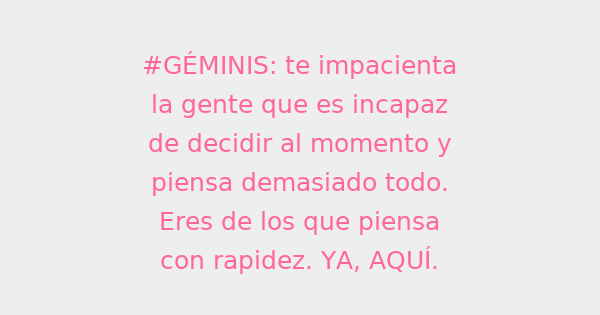 #GÉMINIS: te impacienta
la gente que es incapaz
de decidir al momento y
piensa demasiado todo.
Eres de los que piensa
con rapidez. YA, AQUÍ.